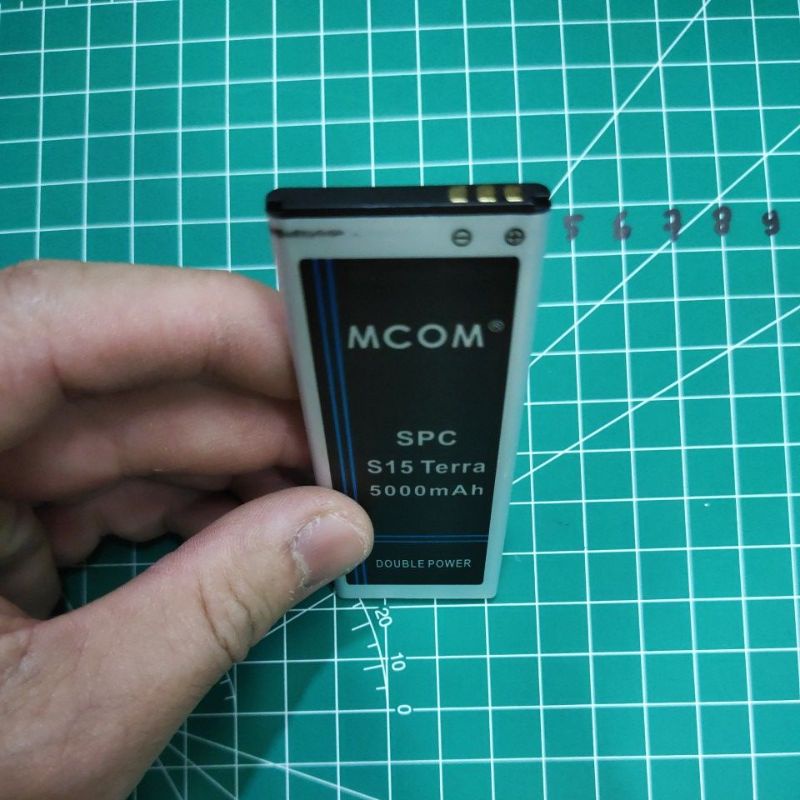 ⊖ ⊕
5 6 7 8 9
MCOM®
SPC
S15 Terra
5000mAh
DOUBLE POWER
20
10
0